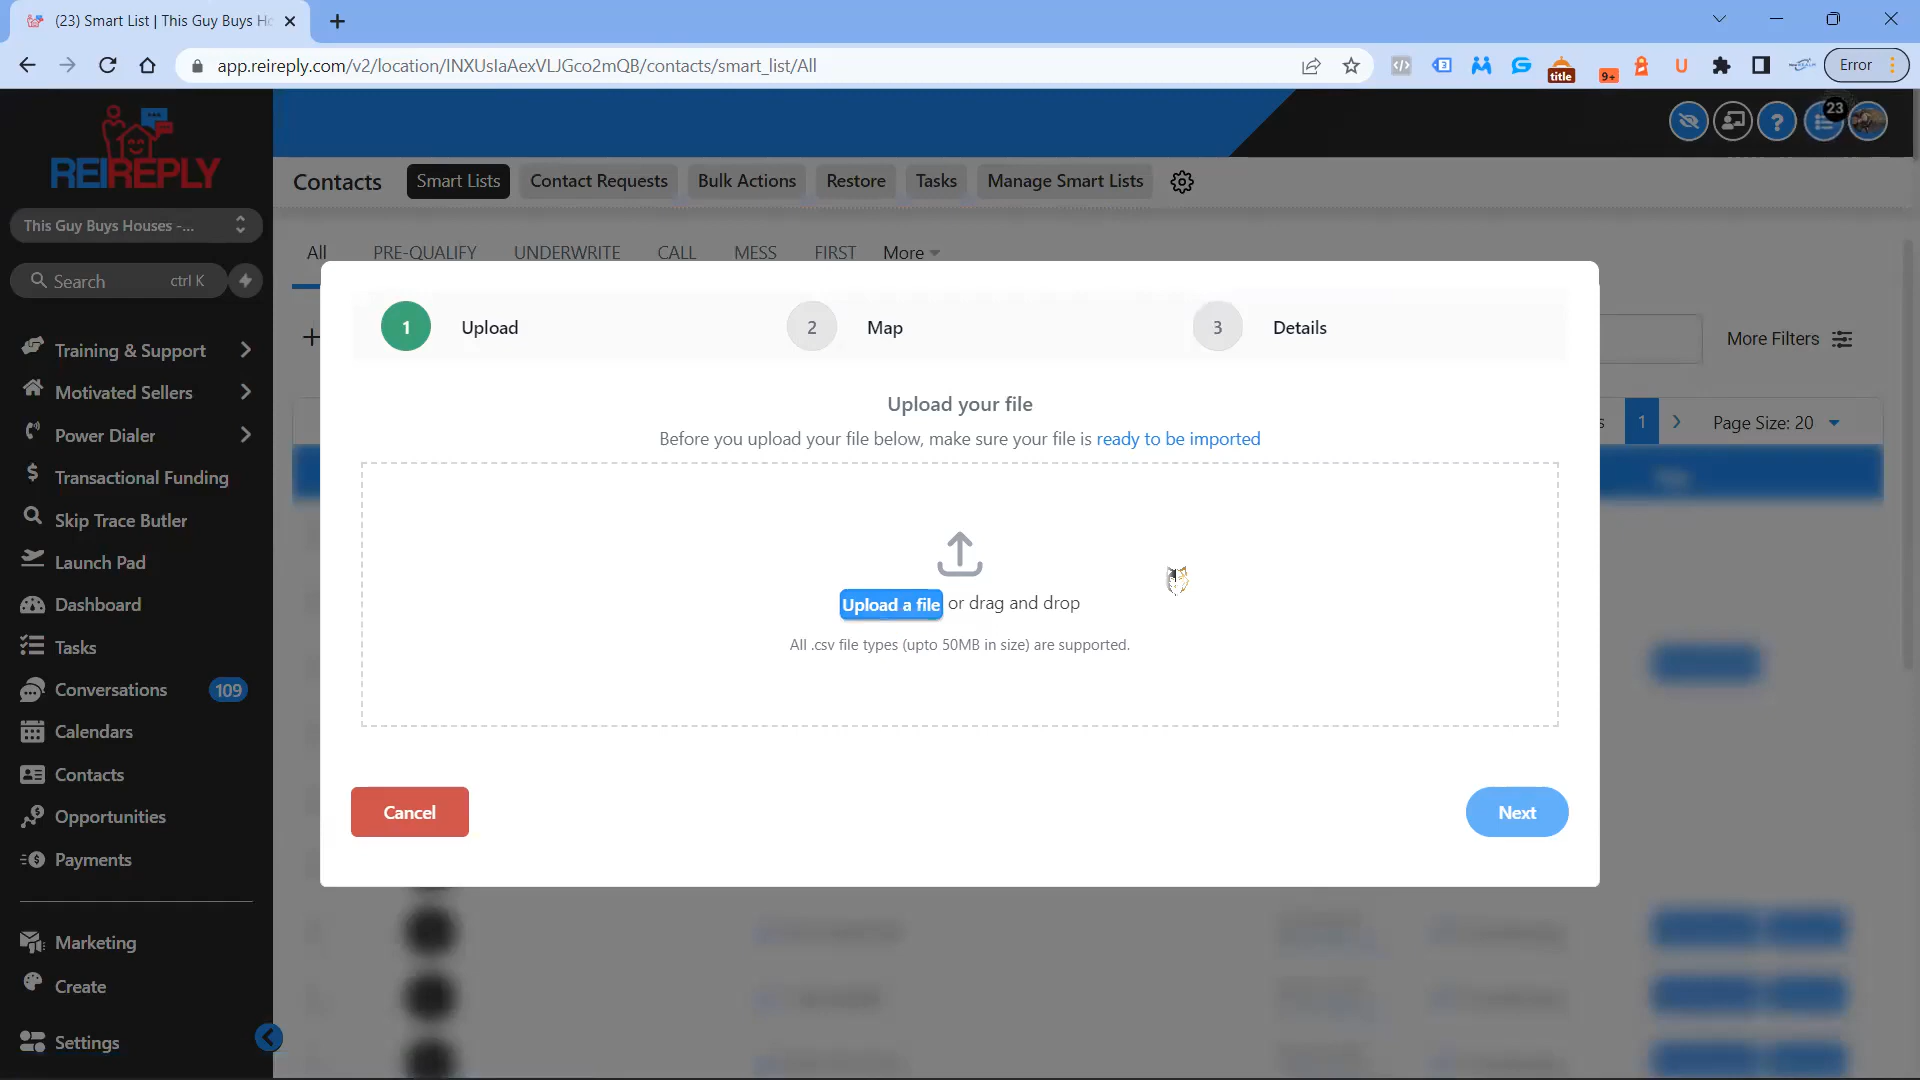 (23) Smart List | This Guy Buys Ho
app.reireply.com/v2/location/INXUslaAexVLJGco2mQB/contacts/smart_list/All
3
title
9+
U
Error
REIREPLY
23
?
Contacts
Smart Lists
Contact Requests
Bulk Actions
Restore
Tasks
Manage Smart Lists
This Guy Buys Houses -...
Search
ctrl K
All
PRE-QUALIFY
UNDERWRITE
CALL
MESS
FIRST
More
More Filters
s
1
Page Size: 20
Training & Support
Motivated Sellers
Power Dialer
Transactional Funding
Skip Trace Butler
Launch Pad
Dashboard
Tasks
Conversations
109
Calendars
Contacts
Opportunities
Payments
Marketing
Create
Settings
1
Upload
2
Map
3
Details
Upload your file
Before you upload your file below, make sure your file is ready to be imported
Upload a file or drag and drop
All .csv file types (upto 50MB in size) are supported.
Cancel
Next